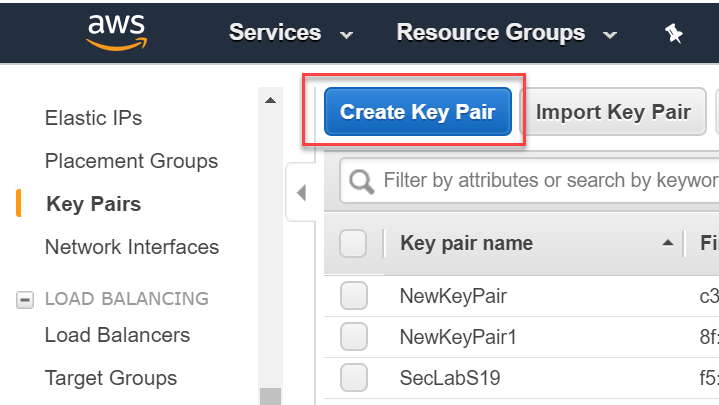 aws
Services
Resource Groups
Elastic IPs
Placement Groups
Key Pairs
Network Interfaces
LOAD BALANCING
Load Balancers
Target Groups
Create Key Pair
Import Key Pair
Filter by attributes or search by keywor
Key pair name
Fi
NewKeyPair
c3
NewKeyPair1
8f:
SecLabS19
f5: